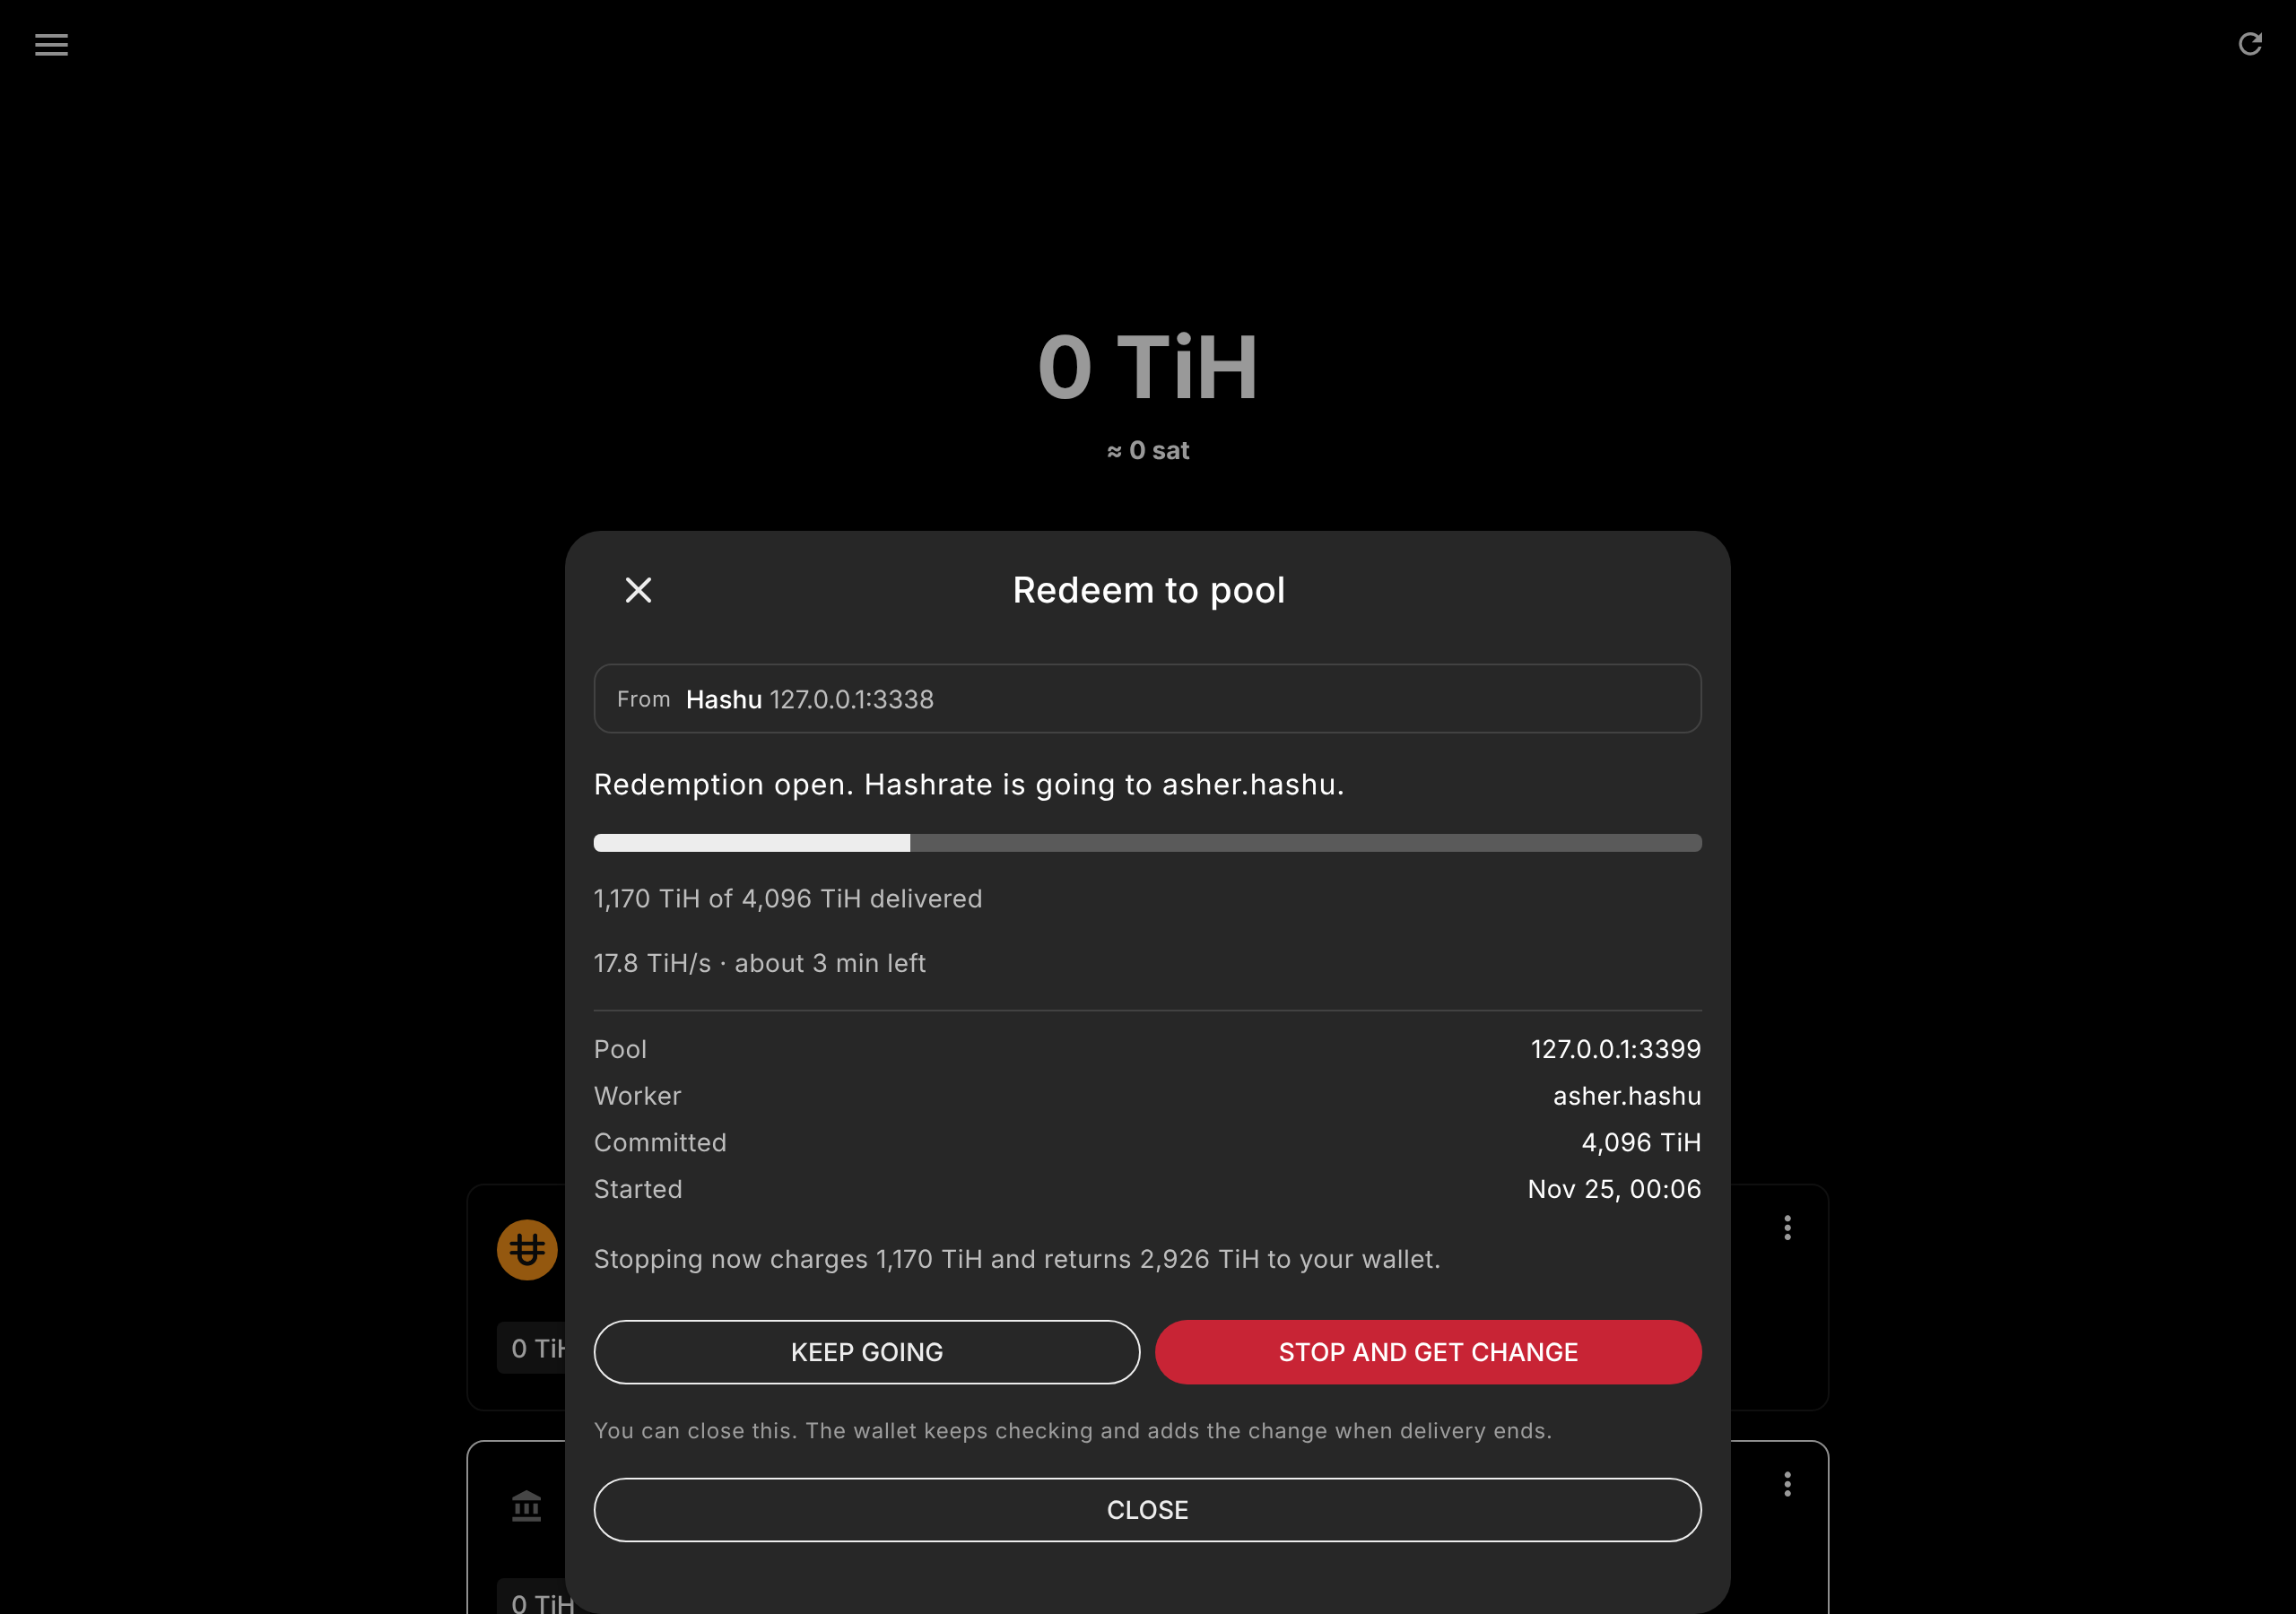 0 TiH
≈ 0 sat
Redeem to pool
From Hashu 127.0.0.1:3338
Redemption open. Hashrate is going to asher.hashu.
1,170 TiH of 4,096 TiH delivered
17.8 TiH/s · about 3 min left
Pool 127.0.0.1:3399
Worker asher.hashu
Committed 4,096 TiH
Started Nov 25, 00:06
Stopping now charges 1,170 TiH and returns 2,926 TiH to your wallet.
KEEP GOING STOP AND GET CHANGE
You can close this. The wallet keeps checking and adds the change when delivery ends.
CLOSE
0 TiH
0 TiH